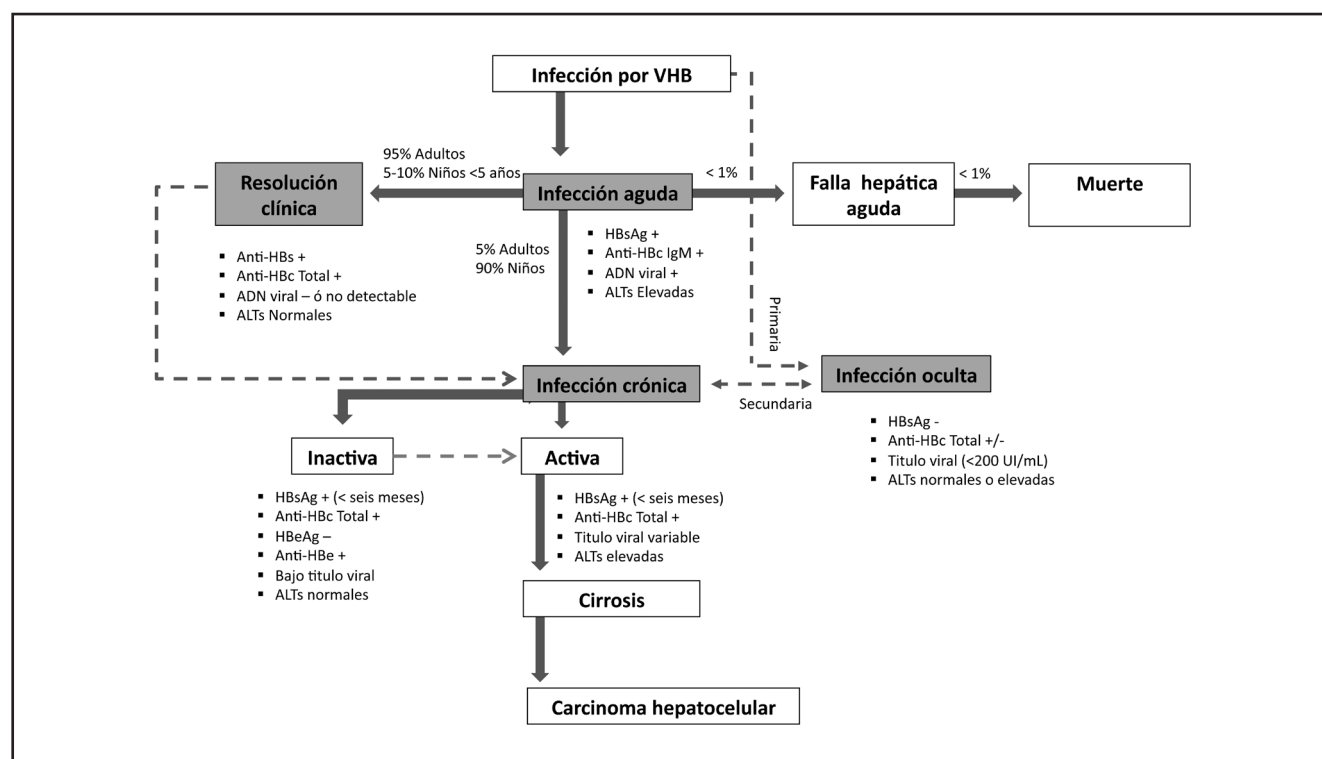 Infección por VHB
95% Adultos
5-10% Niños <5 años
Resolución
clínica
Infección aguda
< 1%
Falla hepática
aguda
< 1%
Muerte
▪ Anti-HBs +
▪ Anti-HBc Total +
▪ ADN viral – ó no detectable
▪ ALTs Normales
5% Adultos
90% Niños
▪ HBsAg +
▪ Anti-HBc IgM +
▪ ADN viral +
▪ ALTs Elevadas
Primaria
Infección crónica
Secundaria
Infección oculta
▪ HBsAg -
▪ Anti-HBc Total +/-
▪ Titulo viral (<200 UI/mL)
▪ ALTs normales o elevadas
Inactiva
Activa
▪ HBsAg + (< seis meses)
▪ Anti-HBc Total +
▪ HBeAg –
▪ Anti-HBe +
▪ Bajo titulo viral
▪ ALTs normales
▪ HBsAg + (< seis meses)
▪ Anti-HBc Total +
▪ Titulo viral variable
▪ ALTs elevadas
Cirrosis
Carcinoma hepatocelular